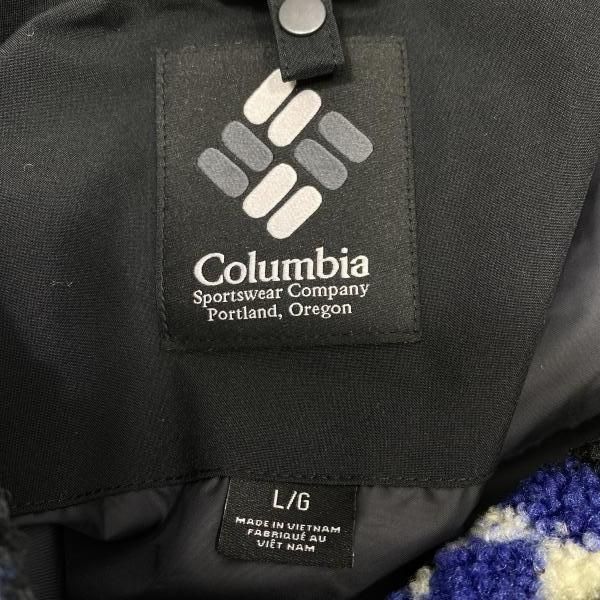 Columbia
Sportswear Company
Portland, Oregon
L/G
MADE IN VIETNAM
FABRIQUÉ AU
VIÊT NAM